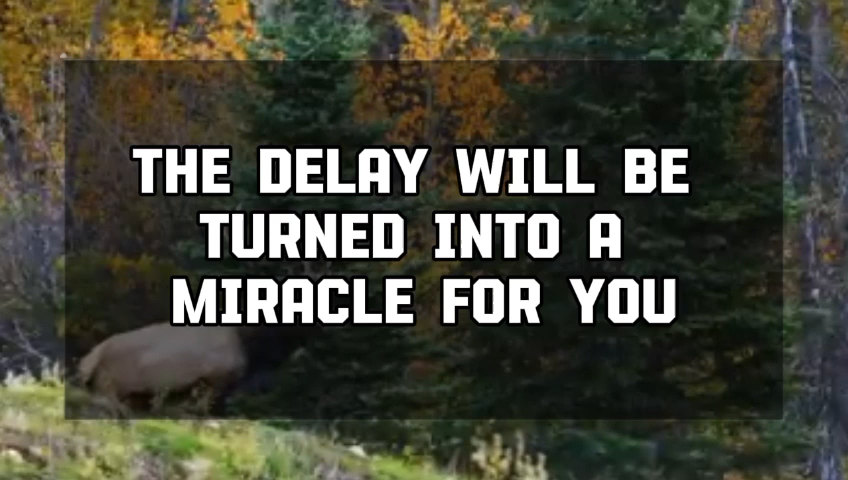 THE DELAY WILL BE
TURNED INTO A
MIRACLE FOR YOU